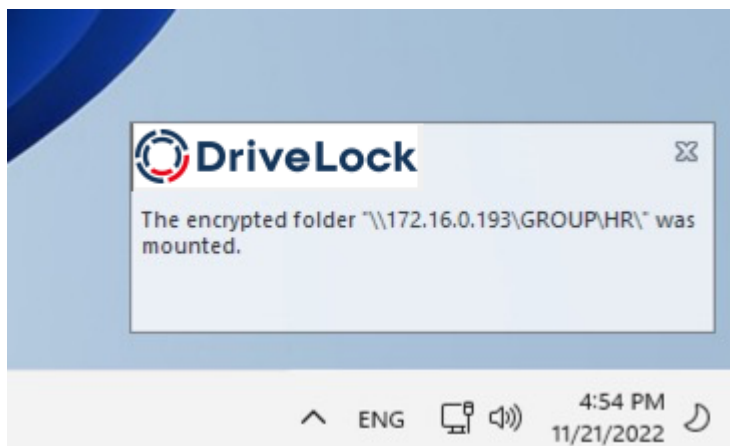 DriveLock
The encrypted folder "\\172.16.0.193\GROUP\HR\" was
mounted.
ENG
4:54 PM
11/21/2022